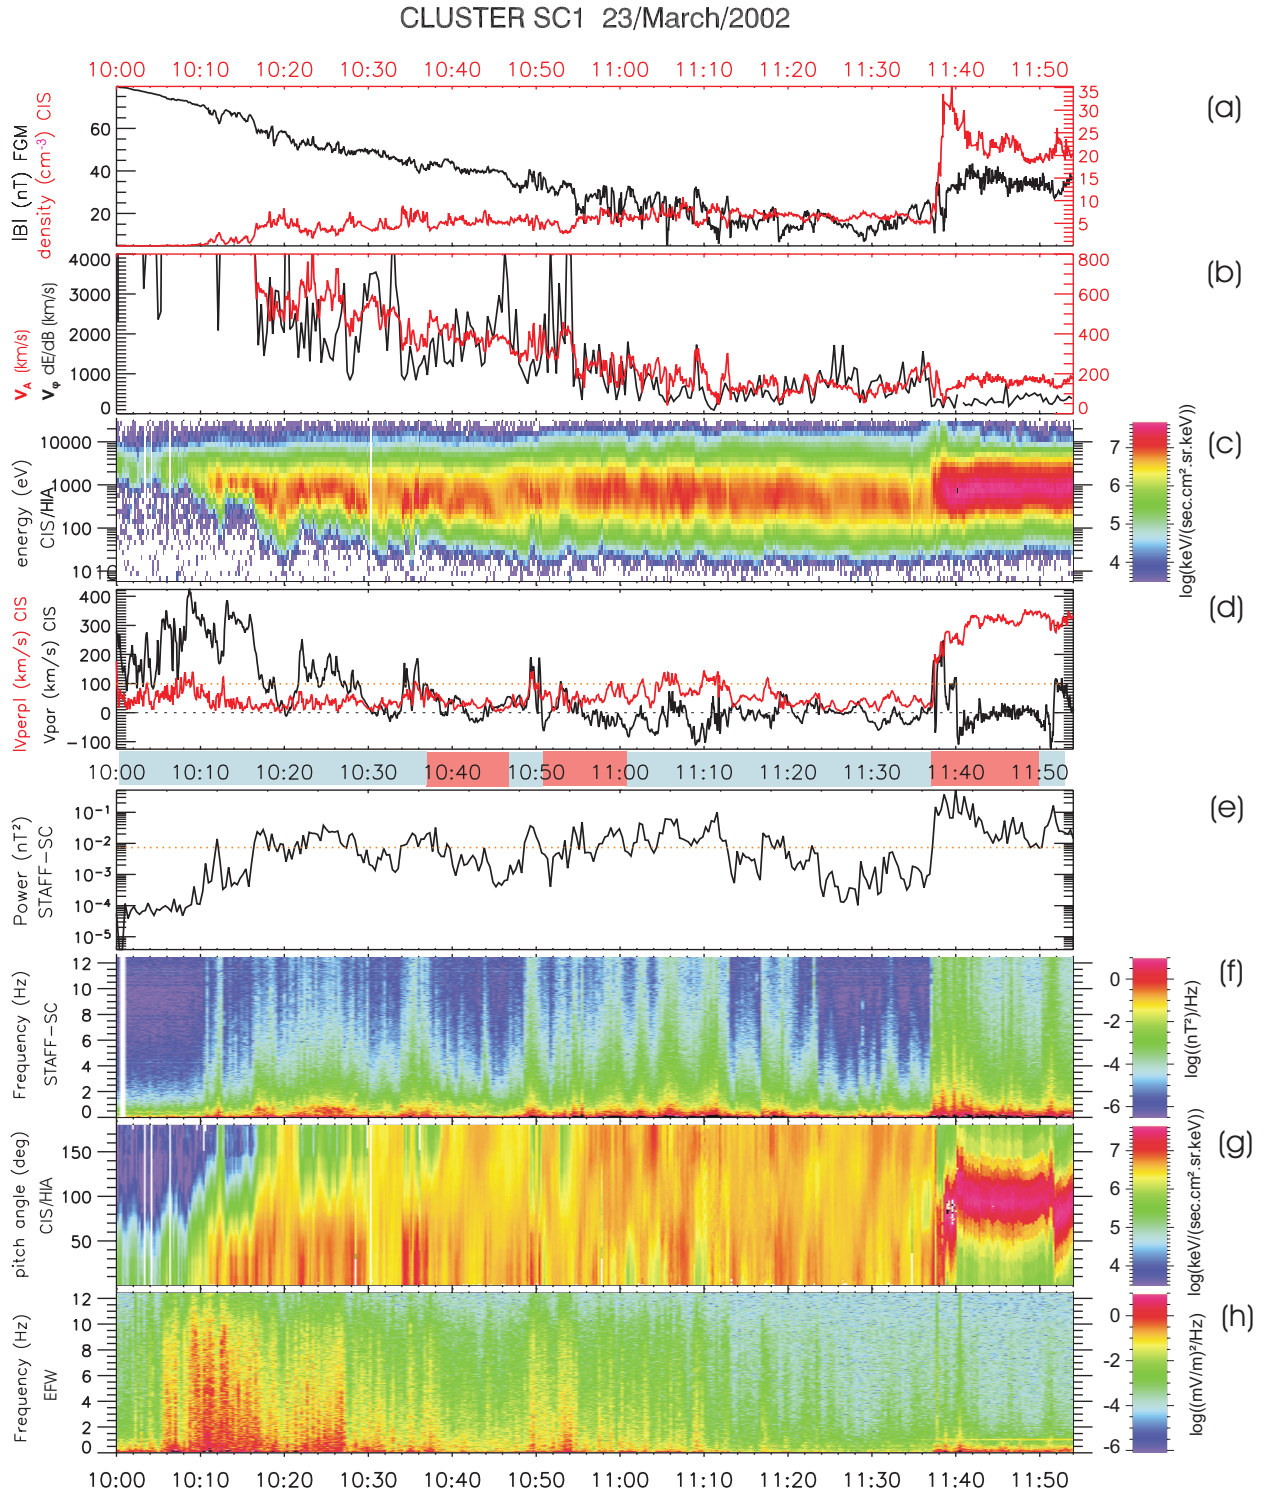 CLUSTER SC1  23/March/2002
10:00 10:10 10:20 10:30 10:40 10:50 11:00 11:10 11:20 11:30 11:40 11:50
(a)
|B| (nT) FGM
density (cm⁻³) CIS
60
40
20
35
30
25
20
15
10
5
(b)
V_A (km/s)
V_φ dE/dB (km/s)
4000
3000
2000
1000
0
800
600
400
200
0
(c)
energy (eV)
CIS/HIA
10000
1000
100
10
7
6
5
4
log(keV/(sec.cm².sr.keV))
(d)
|Vperp| (km/s) CIS
Vpar (km/s) CIS
400
300
200
100
0
−100
10:00 10:10 10:20 10:30 10:40 10:50 11:00 11:10 11:20 11:30 11:40 11:50
(e)
Power (nT²)
STAFF−SC
10⁻¹
10⁻²
10⁻³
10⁻⁴
10⁻⁵
(f)
Frequency (Hz)
STAFF−SC
12
10
8
6
4
2
0
0
-2
-4
-6
log((nT²)/Hz)
(g)
pitch angle (deg)
CIS/HIA
150
100
50
7
6
5
4
log(keV/(sec.cm².sr.keV))
(h)
Frequency (Hz)
EFW
12
10
8
6
4
2
0
0
-2
-4
-6
log((mV/m)²/Hz)
10:00 10:10 10:20 10:30 10:40 10:50 11:00 11:10 11:20 11:30 11:40 11:50